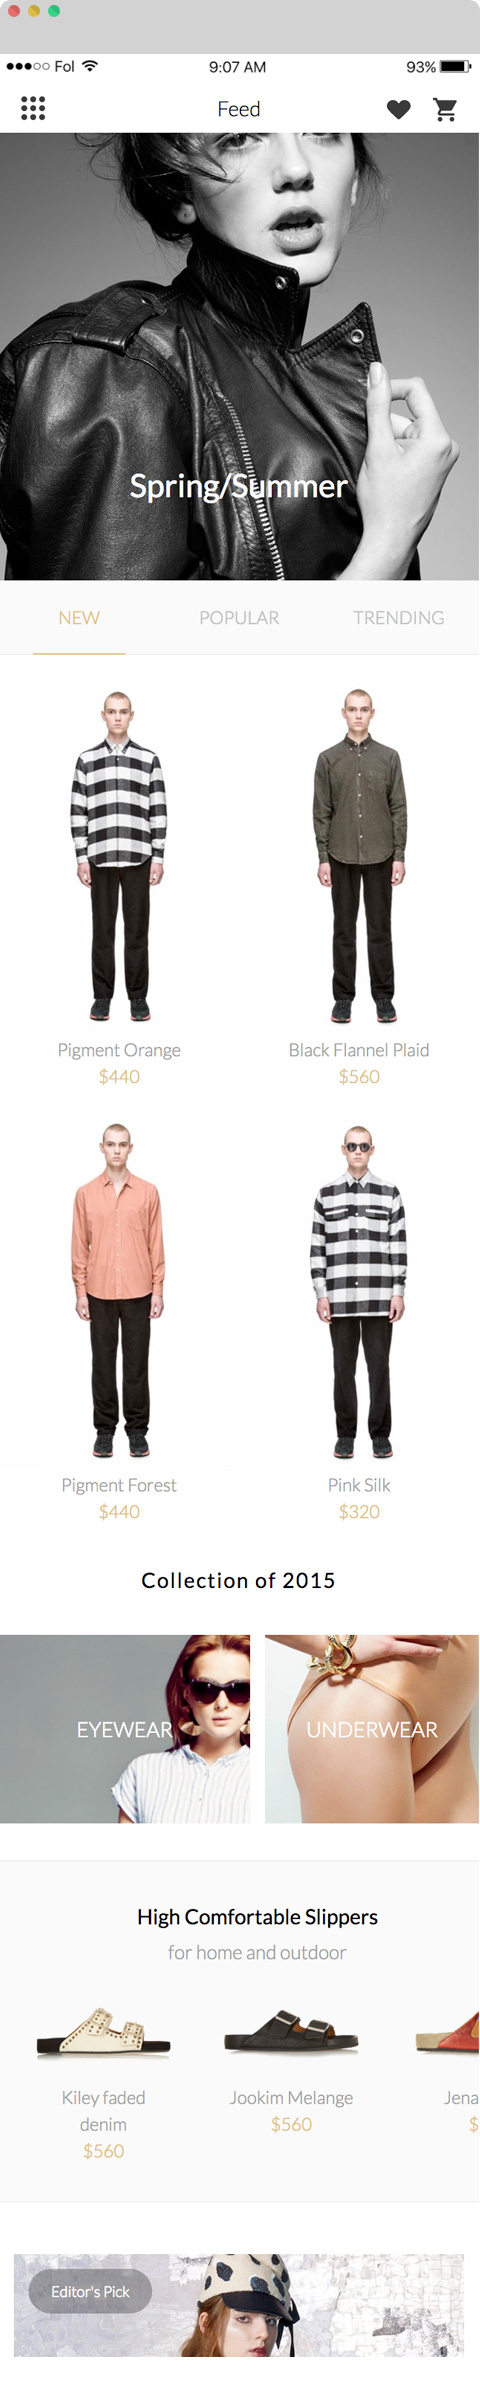 Fol 9:07 AM 93%
Feed
Spring/Summer
NEW POPULAR TRENDING
Pigment Orange Black Flannel Plaid
$440 $560
Pigment Forest Pink Silk
$440 $320
Collection of 2015
EYEWEAR UNDERWEAR
High Comfortable Slippers
for home and outdoor
Kiley faded Jookim Melange Jena
denim $560 $
$560
Editor's Pick